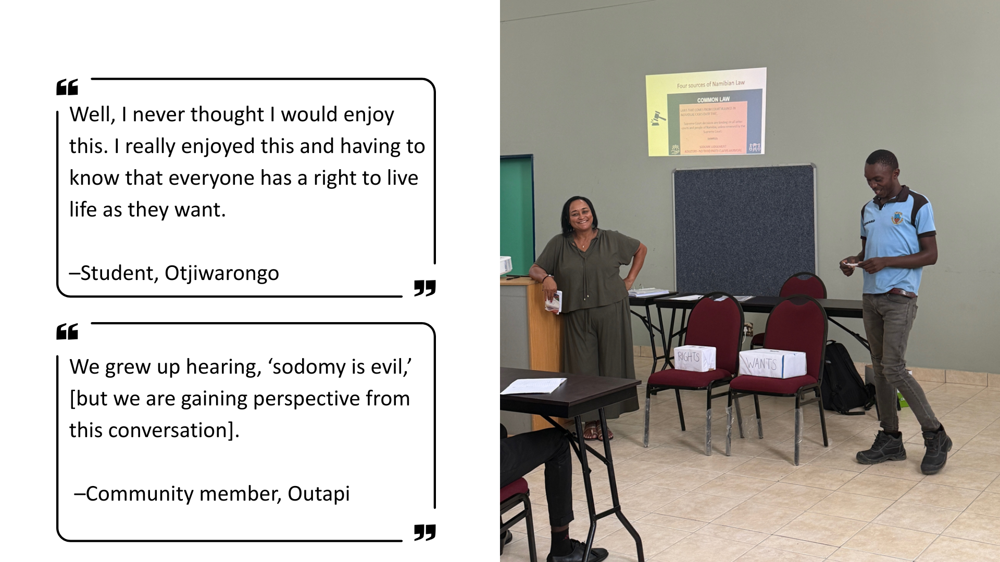 Well, I never thought I would enjoy
this. I really enjoyed this and having to
know that everyone has a right to live
life as they want.
–Student, Otjiwarongo
We grew up hearing, ‘sodomy is evil,’
[but we are gaining perspective from
this conversation].
–Community member, Outapi
Four sources of Namibian Law
COMMON LAW
LAWS THAT COMES FROM COURT RULINGS IN
INDIVIDUAL CASES OVER TIME.
Supreme Court decisions are binding on all other
courts and people of Namibia, unless reversed by the
Supreme Court.
SODOMY JUDGEMENT
ADULTORY - NO THIRD PARTY CLAIMS ANYMORE
RIGHTS
WANTS